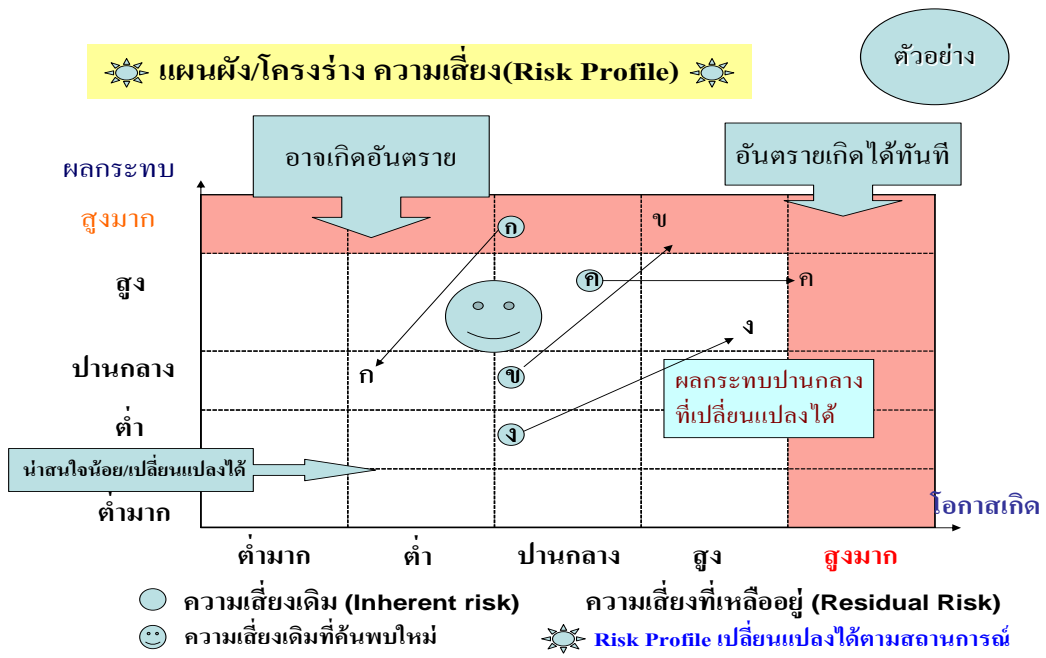 แผนผัง/โครงร่าง ความเสี่ยง(Risk Profile)
ตัวอย่าง
อาจเกิดอันตราย
อันตรายเกิดได้ทันที
ผลกระทบ
สูงมาก
ก
ข
สูง
ค
ค
ง
ปานกลาง
ก
ข
ผลกระทบปานกลาง
ที่เปลี่ยนแปลงได้
ต่ำ
ง
น่าสนใจน้อย/เปลี่ยนแปลงได้
ต่ำมาก
โอกาสเกิด
ต่ำมาก ต่ำ ปานกลาง สูง สูงมาก
ความเสี่ยงเดิม (Inherent risk) ความเสี่ยงที่เหลืออยู่ (Residual Risk)
ความเสี่ยงเดิมที่ค้นพบใหม่ Risk Profile เปลี่ยนแปลงได้ตามสถานการณ์